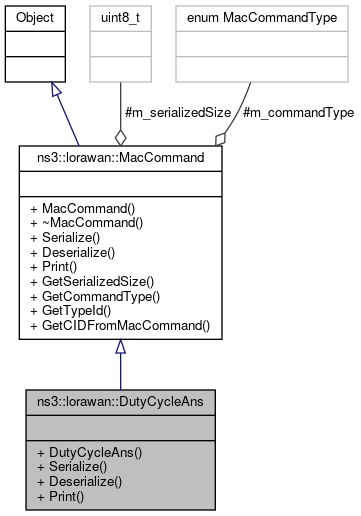 Object
uint8_t
enum MacCommandType
#m_serializedSize
#m_commandType
ns3::lorawan::MacCommand
+ MacCommand()
+ ~MacCommand()
+ Serialize()
+ Deserialize()
+ Print()
+ GetSerializedSize()
+ GetCommandType()
+ GetTypeId()
+ GetCIDFromMacCommand()
ns3::lorawan::DutyCycleAns
+ DutyCycleAns()
+ Serialize()
+ Deserialize()
+ Print()